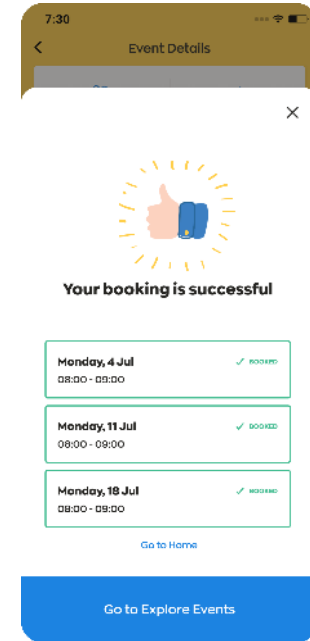 7:30
Event Details
Your booking is successful
Monday, 4 Jul
BOOKED
08:00 - 09:00
Monday, 11 Jul
BOOKED
08:00 - 09:00
Monday, 18 Jul
BOOKED
08:00 - 09:00
Go to Home
Go to Explore Events